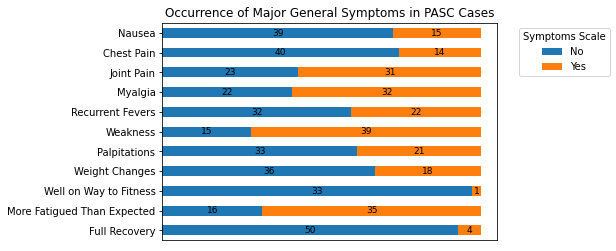 Occurrence of Major General Symptoms in PASC Cases
Nausea 39 15
Chest Pain 40 14
Joint Pain 23 31
Myalgia 22 32
Recurrent Fevers 32 22
Weakness 15 39
Palpitations 33 21
Weight Changes 36 18
Well on Way to Fitness 33 1
More Fatigued Than Expected 16 35
Full Recovery 50 4
Symptoms Scale
No
Yes